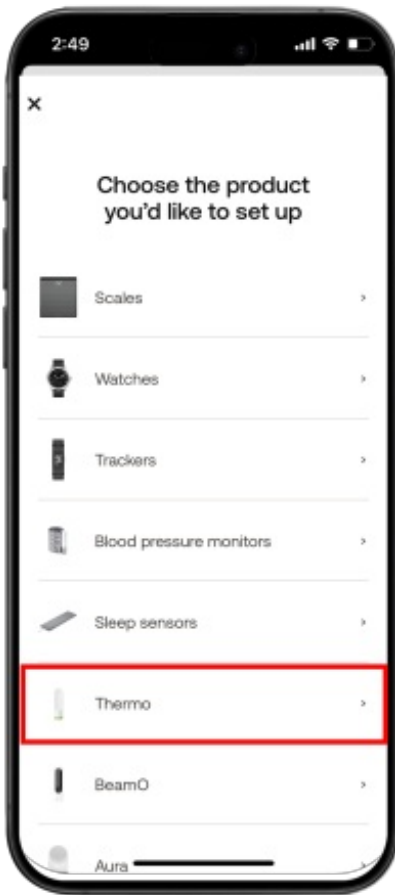 2:49
Choose the product
you'd like to set up
Scales
Watches
Trackers
Blood pressure monitors
Sleep sensors
Thermo
BeamO
Aura